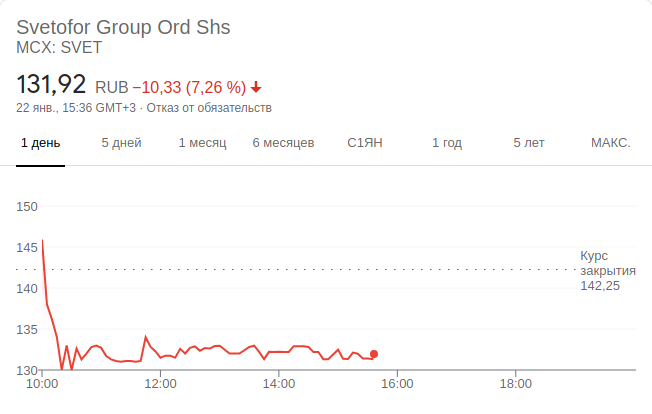 Svetofor Group Ord Shs
MCX: SVET
131,92 RUB −10,33 (7,26 %)
22 янв., 15:36 GMT+3 · Отказ от обязательств
1 день 5 дней 1 месяц 6 месяцев С1ЯН 1 год 5 лет МАКС.
150
145
Курс
закрытия
142,25
140
135
130
10:00 12:00 14:00 16:00 18:00